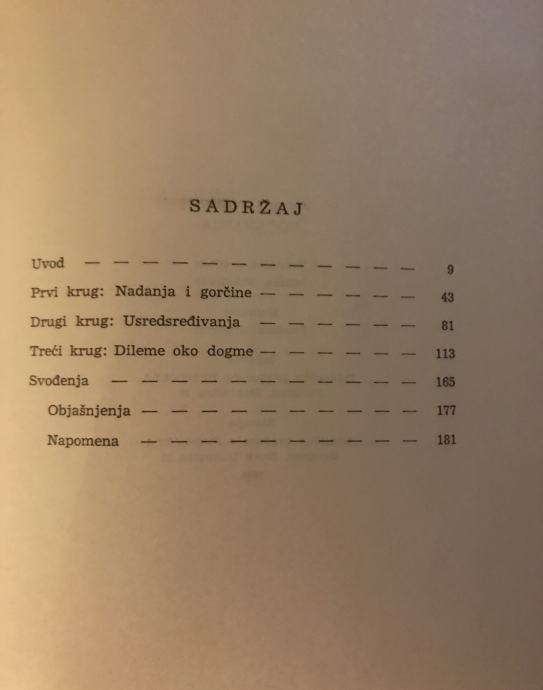 SADRŽAJ
Uvod — — — — — — — — — — — 9
Prvi krug: Nadanja i gorčine — — — — — — 43
Drugi krug: Usredsređivanja — — — — — — 81
Treći krug: Dileme oko dogme — — — — — — 113
Svođenja — — — — — — — — — — 165
Objašnjenja — — — — — — — — — 177
Napomena — — — — — — — — — 181